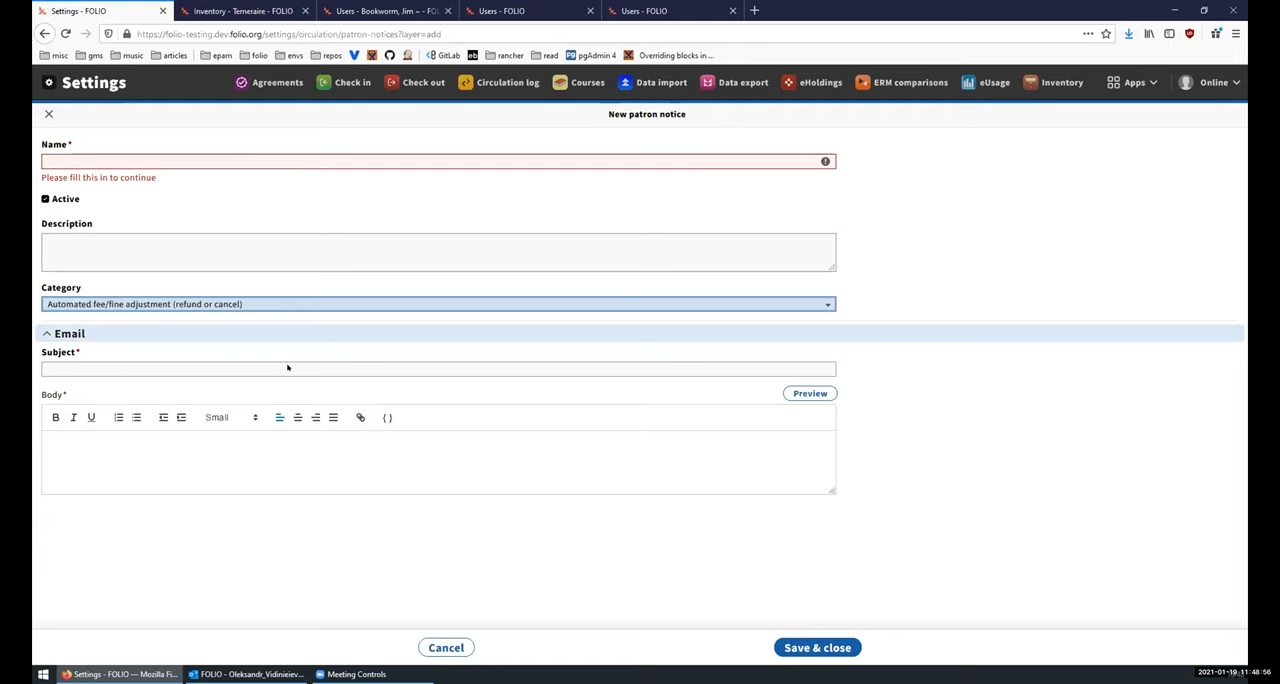 Settings - FOLIO
Inventory - Temeraire - FOLIO
Users - Bookworm, Jim ~ - FOL
Users - FOLIO
Users - FOLIO
https://folio-testing.dev.folio.org/settings/circulation/patron-notices?layer=add
misc
gms
music
articles
epam
folio
envs
repos
GitLab
eb
rancher
read
pgAdmin 4
Overriding blocks in ...
Settings
Agreements
Check in
Check out
Circulation log
Courses
Data import
Data export
eHoldings
ERM comparisons
eUsage
Inventory
Apps
Online
New patron notice
Name*
Please fill this in to continue
Active
Description
Category
Automated fee/fine adjustment (refund or cancel)
Email
Subject*
Body*
Preview
B I U
Small
{ }
Cancel
Save & close
Settings - FOLIO — Mozilla Fi...
FOLIO - Oleksandr_Vidinieiev...
Meeting Controls
2021-01-19 11:48:56